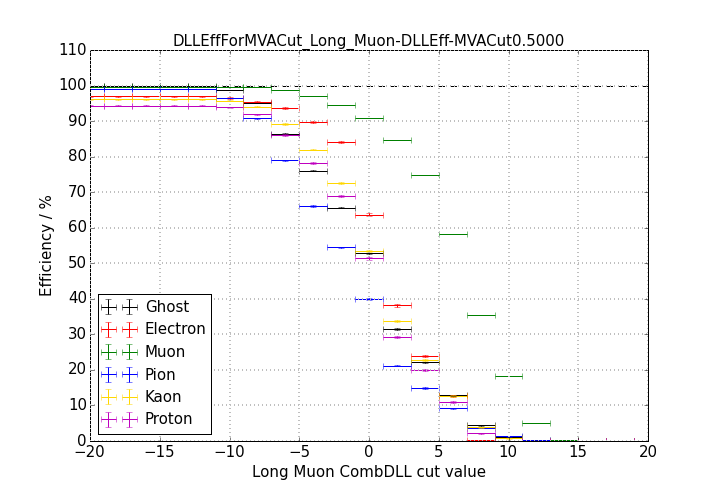 DLLEffForMVACut_Long_Muon-DLLEff-MVACut0.5000
110
100
90
80
70
60
50
40
30
20
10
0
Efficiency / %
Ghost
Electron
Muon
Pion
Kaon
Proton
−20 −15 −10 −5 0 5 10 15 20
Long Muon CombDLL cut value